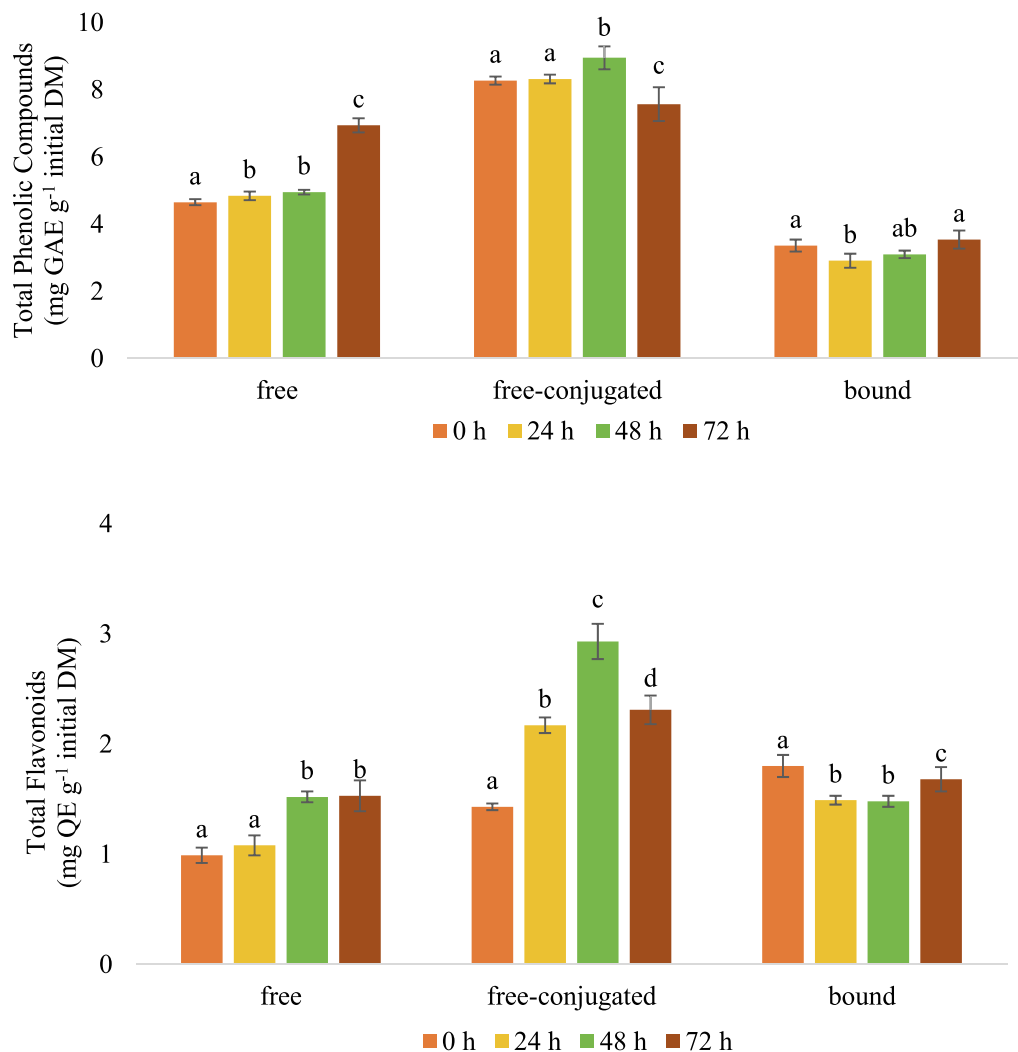 Total Phenolic Compounds
(mg GAE g⁻¹ initial DM)
10
8
6
4
2
0
a b b c
a a b c
a b ab a
free free-conjugated bound
0 h 24 h 48 h 72 h
Total Flavonoids
(mg QE g⁻¹ initial DM)
4
3
2
1
0
a a b b
a b c d
a b b c
free free-conjugated bound
0 h 24 h 48 h 72 h